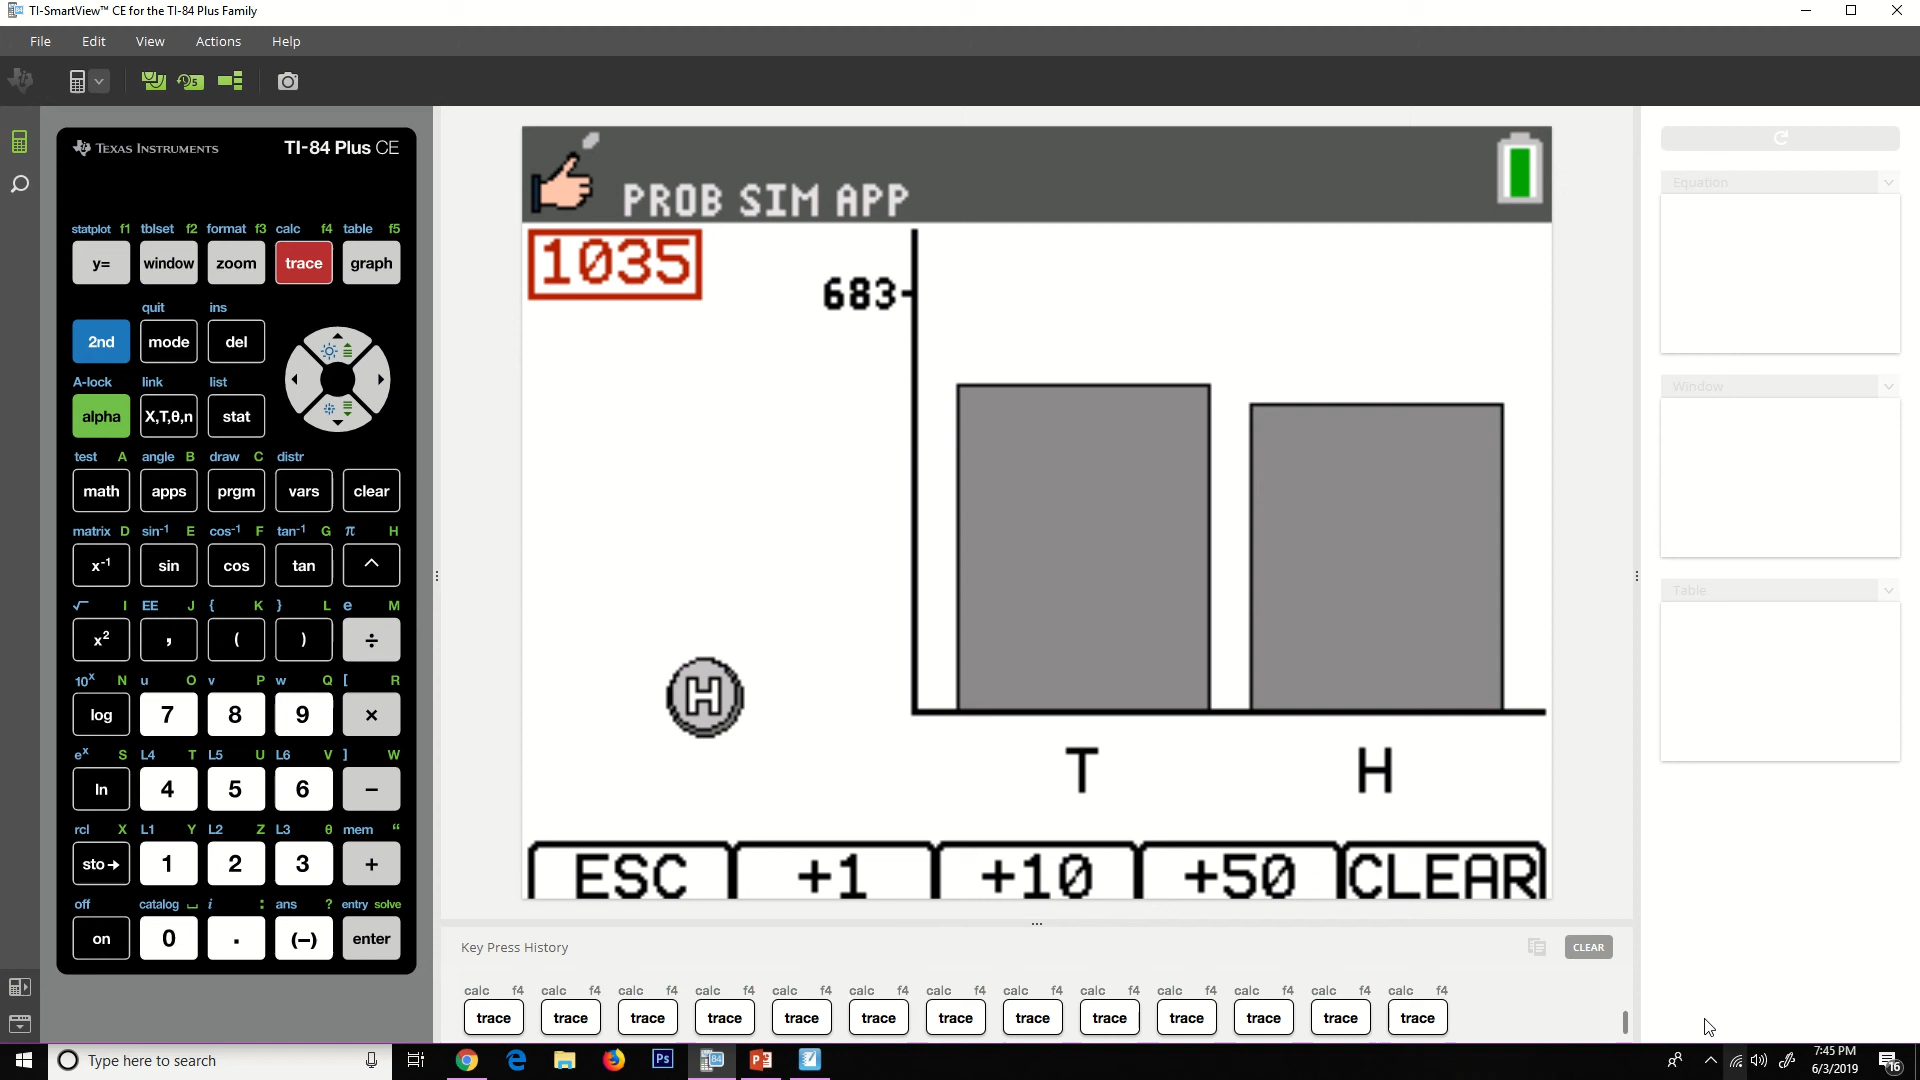 TI-SmartView™ CE for the TI-84 Plus Family
File Edit View Actions Help
TEXAS INSTRUMENTS TI-84 Plus CE
statplot f1 tblset f2 format f3 calc f4 table f5
y= window zoom trace graph
quit ins
2nd mode del
A-lock link list
alpha X,T,θ,n stat
test A angle B draw C distr
math apps prgm vars clear
matrix D sin-1 E cos-1 F tan-1 G π H
x-1 sin cos tan ^
√ I EE J { K } L e M
x2 , ( ) ÷
10x N u O v P w Q [ R
log 7 8 9 ×
ex S L4 T L5 U L6 V ] W
ln 4 5 6 −
rcl X L1 Y L2 Z L3 θ mem “
sto→ 1 2 3 +
off catalog ⎵ i : ans ? entry solve
on 0 . (−) enter
PROB SIM APP
1035
683
H
T H
ESC +1 +10 +50 CLEAR
Key Press History
CLEAR
calc f4 calc f4 calc f4 calc f4 calc f4 calc f4 calc f4 calc f4 calc f4 calc f4 calc f4 calc f4 calc f4
trace trace trace trace trace trace trace trace trace trace trace trace trace
Equation
Window
Table
Type here to search
Ps
84
7:45 PM
6/3/2019
16